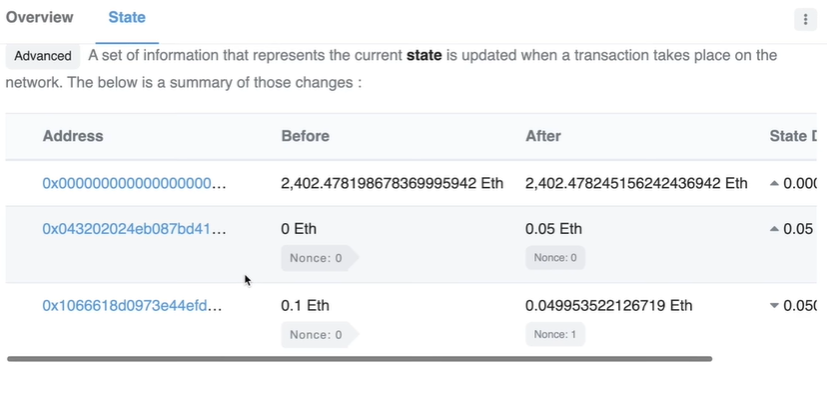 Overview State
Advanced A set of information that represents the current state is updated when a transaction takes place on the
network. The below is a summary of those changes :
Address Before After State D
0x000000000000000000... 2,402.478198678369995942 Eth 2,402.478245156242436942 Eth 0.000
0x043202024eb087bd41... 0 Eth 0.05 Eth 0.05
Nonce: 0 Nonce: 0
0x1066618d0973e44efd... 0.1 Eth 0.049953522126719 Eth 0.050
Nonce: 0 Nonce: 1